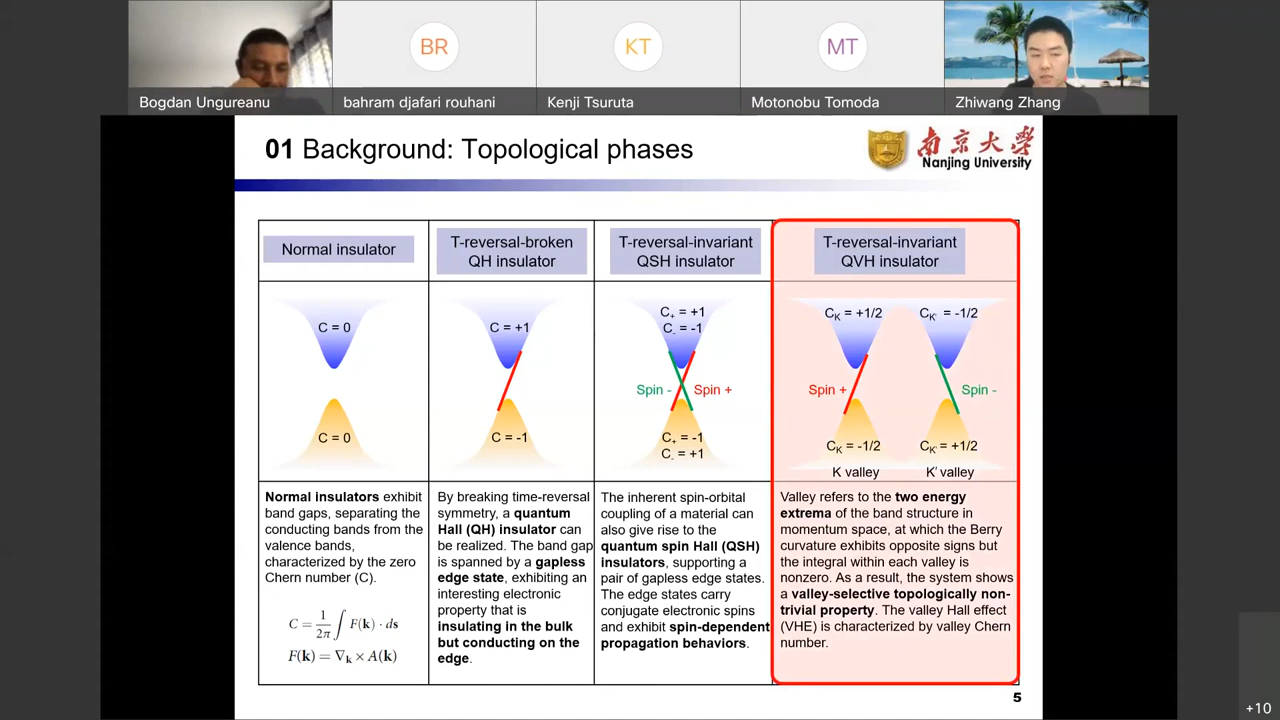 BR
KT
MT
Bogdan Ungureanu
bahram djafari rouhani
Kenji Tsuruta
Motonobu Tomoda
Zhiwang Zhang
01 Background: Topological phases
南京大学
Nanjing University
Normal insulator
T-reversal-broken
QH insulator
T-reversal-invariant
QSH insulator
T-reversal-invariant
QVH insulator
C = 0
C = 0
C = +1
C = -1
C₊ = +1
C₋ = -1
Spin -
Spin +
C₊ = -1
C₋ = +1
C_K = +1/2
C_K' = -1/2
Spin +
Spin -
C_K = -1/2
C_K' = +1/2
K valley
K' valley
Normal insulators exhibit
band gaps, separating the
conducting bands from the
valence bands,
characterized by the zero
Chern number (C).
C = 1/2π ∫ F(k) · ds
F(k) = ∇_k × A(k)
By breaking time-reversal
symmetry, a quantum
Hall (QH) insulator can
be realized. The band gap
is spanned by a gapless
edge state, exhibiting an
interesting electronic
property that is
insulating in the bulk
but conducting on the
edge.
The inherent spin-orbital
coupling of a material can
also give rise to the
quantum spin Hall (QSH)
insulators, supporting a
pair of gapless edge states.
The edge states carry
conjugate electronic spins
and exhibit spin-dependent
propagation behaviors.
Valley refers to the two energy
extrema of the band structure in
momentum space, at which the Berry
curvature exhibits opposite signs but
the integral within each valley is
nonzero. As a result, the system shows
a valley-selective topologically non-
trivial property. The valley Hall effect
(VHE) is characterized by valley Chern
number.
5
+10